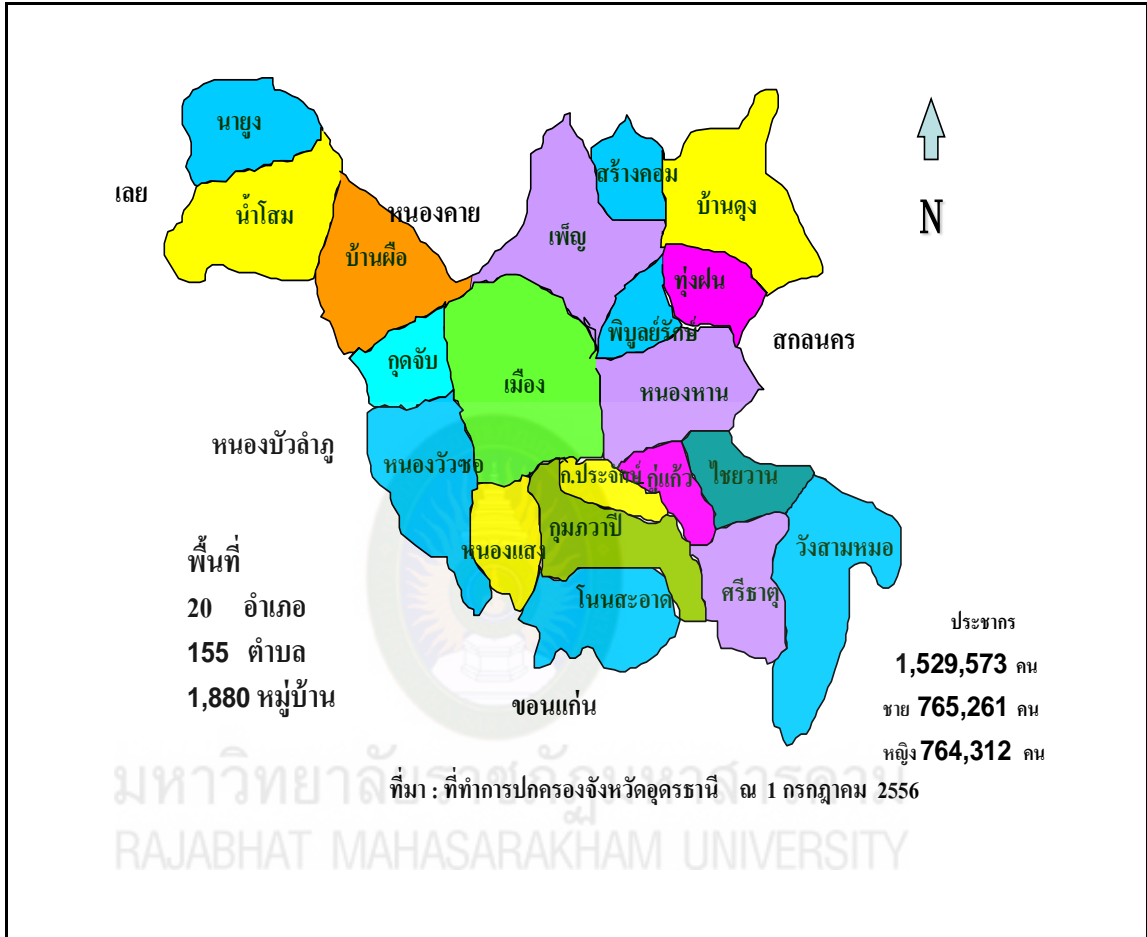 นายูง
สร้างคอม
เลย
น้ำโสม
หนองคาย
บ้านดุง
N
บ้านผือ
เพ็ญ
ทุ่งฝน
พิบูลย์รักษ์
สกลนคร
กุดจับ
เมือง
หนองหาน
หนองบัวลำภู
หนองวัวซอ
ก.ประจักษ์
กู่แก้ว
ไชยวาน
กุมภวาปี
หนองแสง
วังสามหมอ
โนนสะอาด
ศรีธาตุ
พื้นที่
20 อำเภอ
155 ตำบล
1,880 หมู่บ้าน
ประชากร
1,529,573 คน
ชาย 765,261 คน
หญิง 764,312 คน
ขอนแก่น
ที่มา : ที่ทำการปกครองจังหวัดอุดรธานี ณ 1 กรกฎาคม 2556
มหาวิทยาลัยราชภัฏมหาสารคาม
RAJABHAT MAHASARAKHAM UNIVERSITY